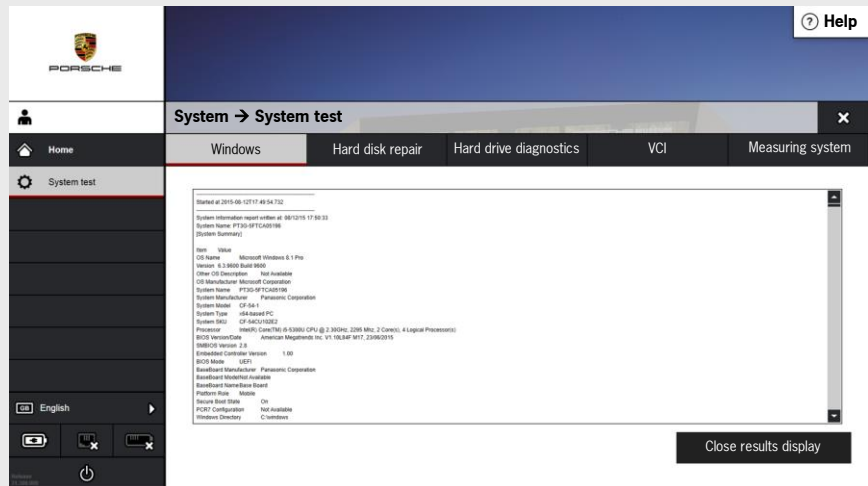 Help
PORSCHE
System → System test
Home
Windows
Hard disk repair
Hard drive diagnostics
VCI
Measuring system
System test
Started at 2015-08-12T17:49:54.732
System Information report written at: 08/12/15 17:50:33
System Name: PT3G-5FTCA05196
[System Summary]
Item Value
OS Name Microsoft Windows 8.1 Pro
Version 6.3.9600 Build 9600
Other OS Description Not Available
OS Manufacturer Microsoft Corporation
System Name PT3G-5FTCA05196
System Manufacturer Panasonic Corporation
System Model CF-54-1
System Type x64-based PC
System SKU CF-54CU102E2
Processor Intel(R) Core(TM) i5-5300U CPU @ 2.30GHz, 2295 Mhz, 2 Core(s), 4 Logical Processor(s)
BIOS Version/Date American Megatrends Inc. V1.10L84F M17, 23/06/2015
SMBIOS Version 2.8
Embedded Controller Version 1.00
BIOS Mode UEFI
BaseBoard Manufacturer Panasonic Corporation
BaseBoard Model Not Available
BaseBoard Name Base Board
Platform Role Mobile
Secure Boot State On
PCR7 Configuration Not Available
Windows Directory C:\windows
GB English
Close results display